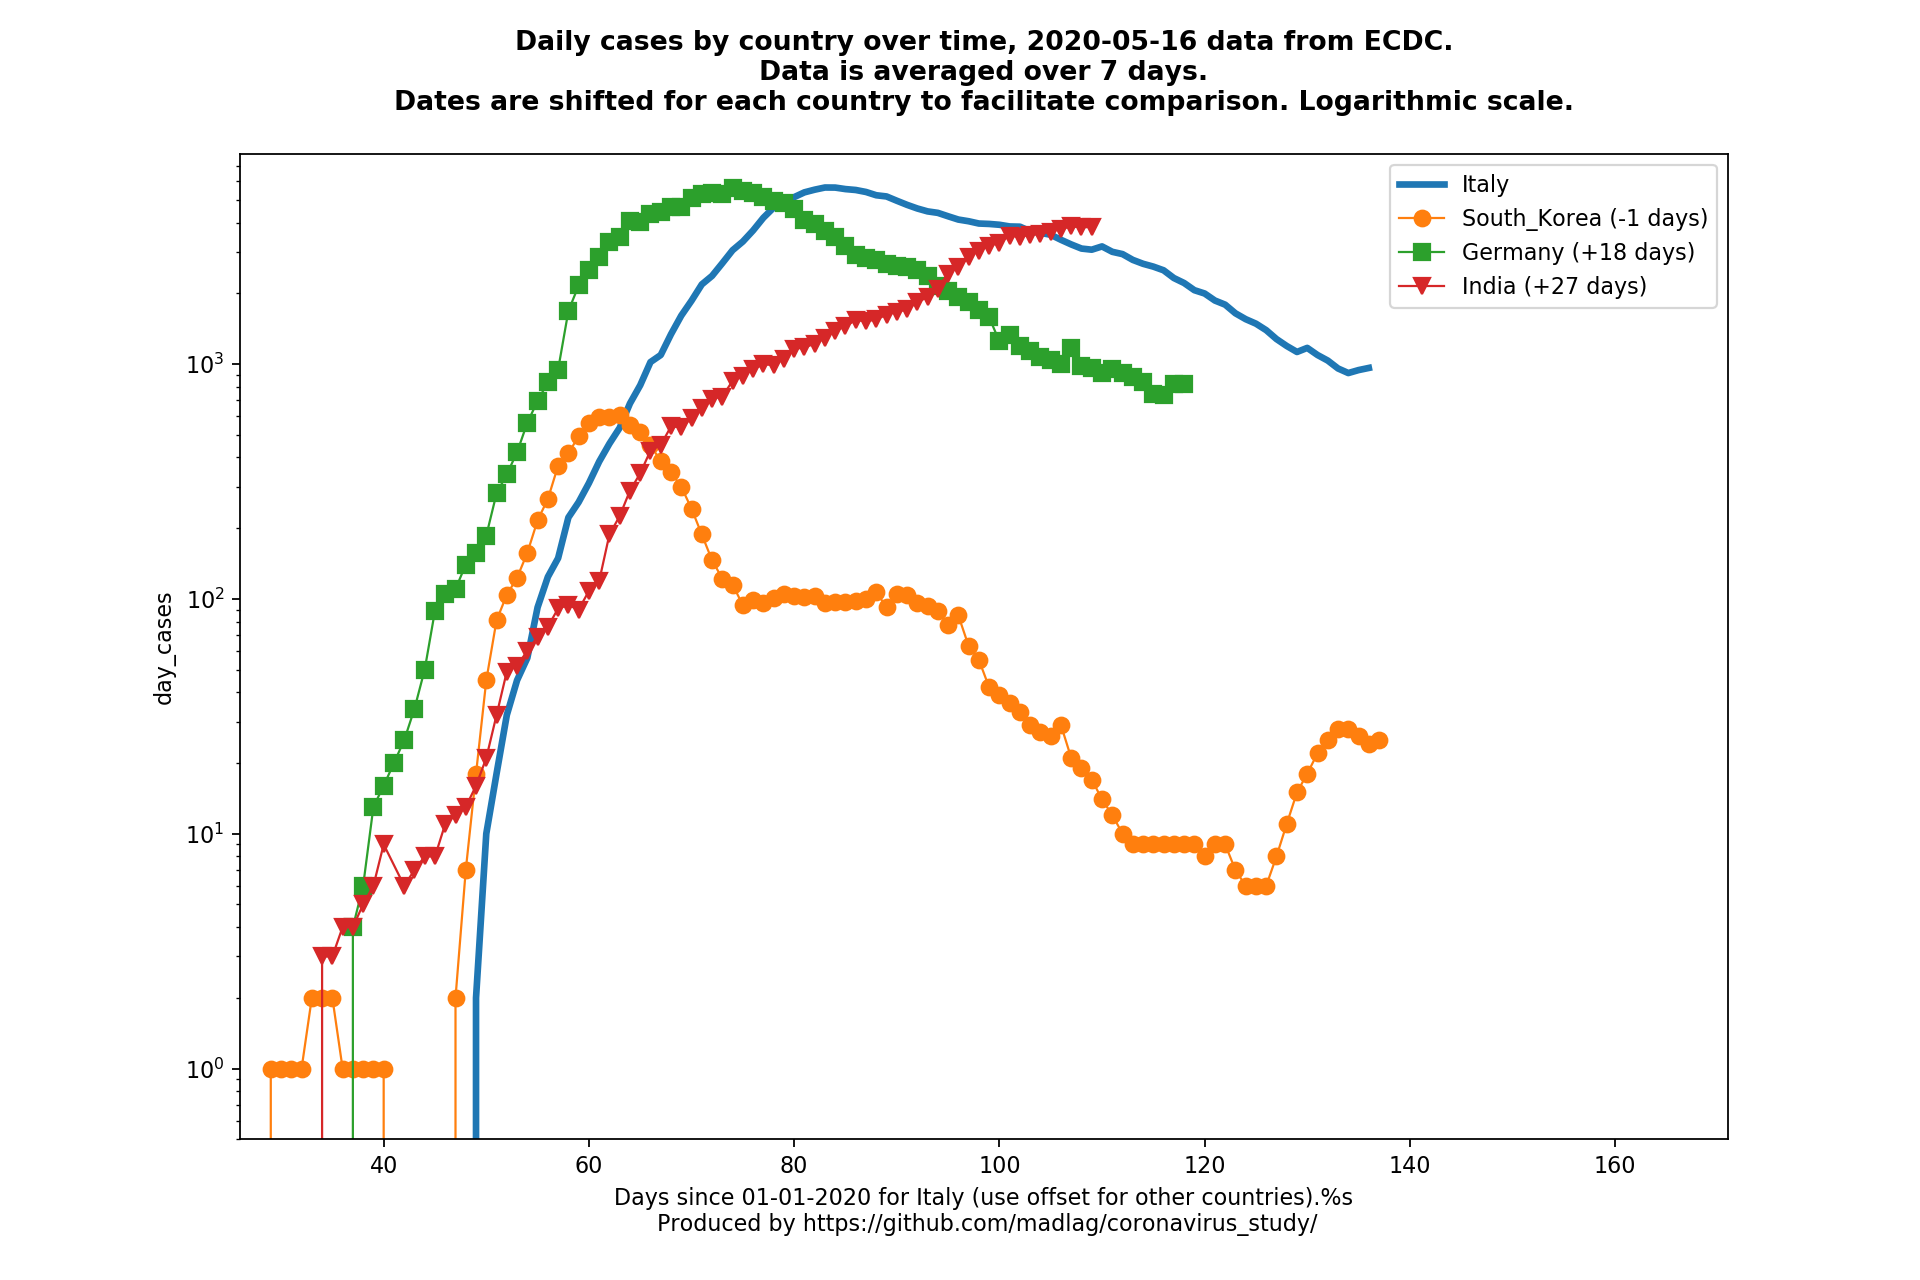 Daily cases by country over time, 2020-05-16 data from ECDC.
Data is averaged over 7 days.
Dates are shifted for each country to facilitate comparison. Logarithmic scale.
Italy
South_Korea (-1 days)
Germany (+18 days)
India (+27 days)
day_cases
10³
10²
10¹
10⁰
40 60 80 100 120 140 160
Days since 01-01-2020 for Italy (use offset for other countries).%s
Produced by https://github.com/madlag/coronavirus_study/